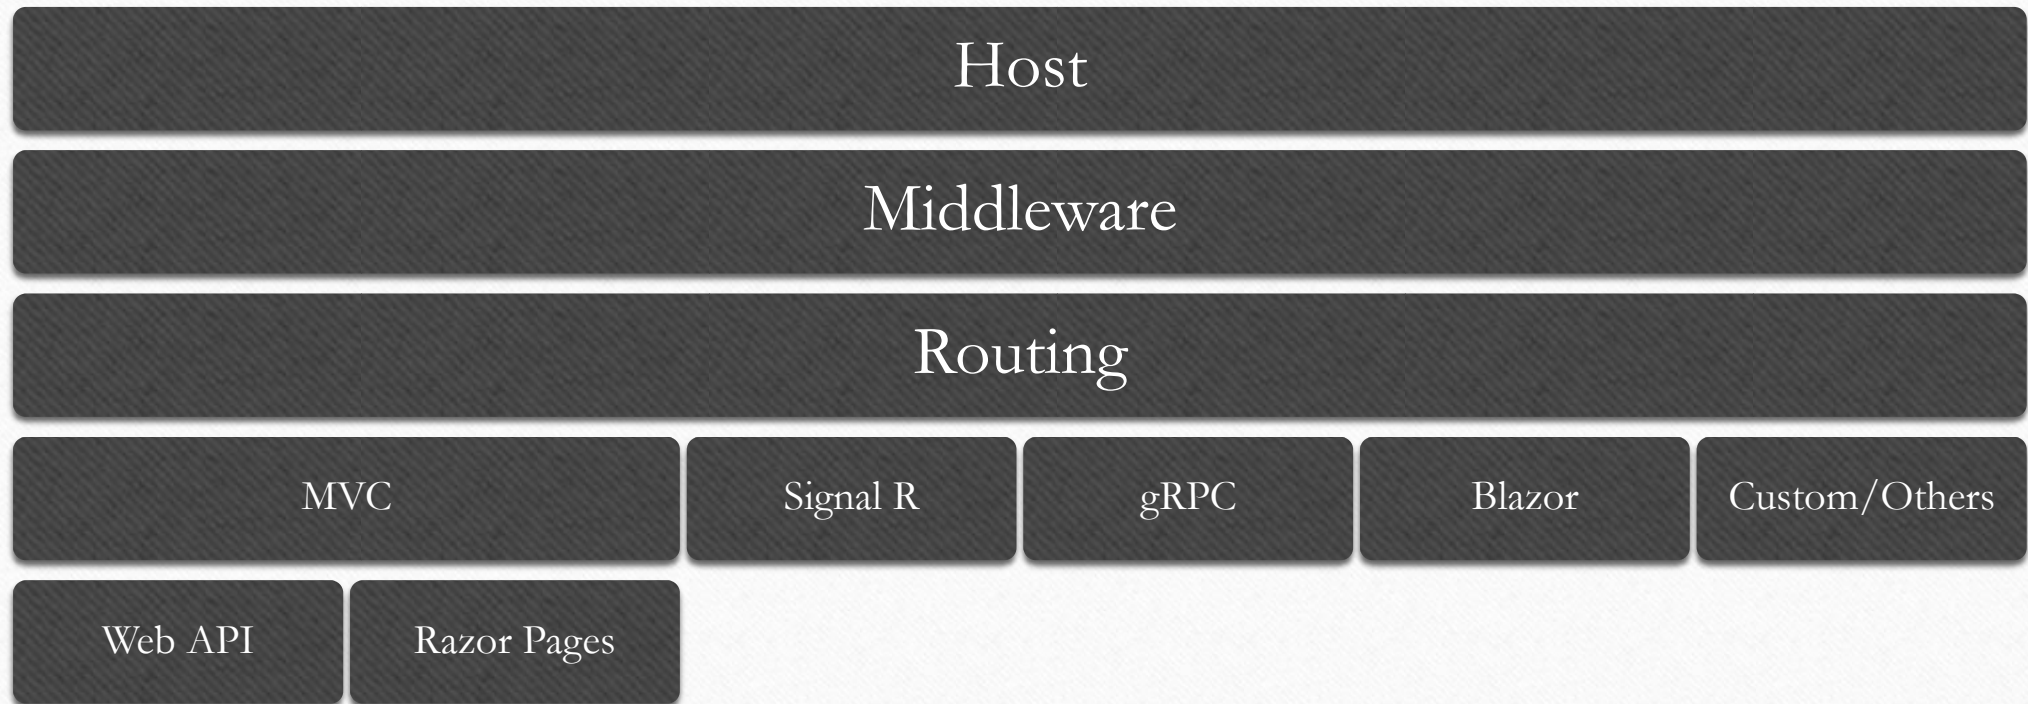 Host
Middleware
Routing
MVC
Signal R
gRPC
Blazor
Custom/Others
Web API
Razor Pages